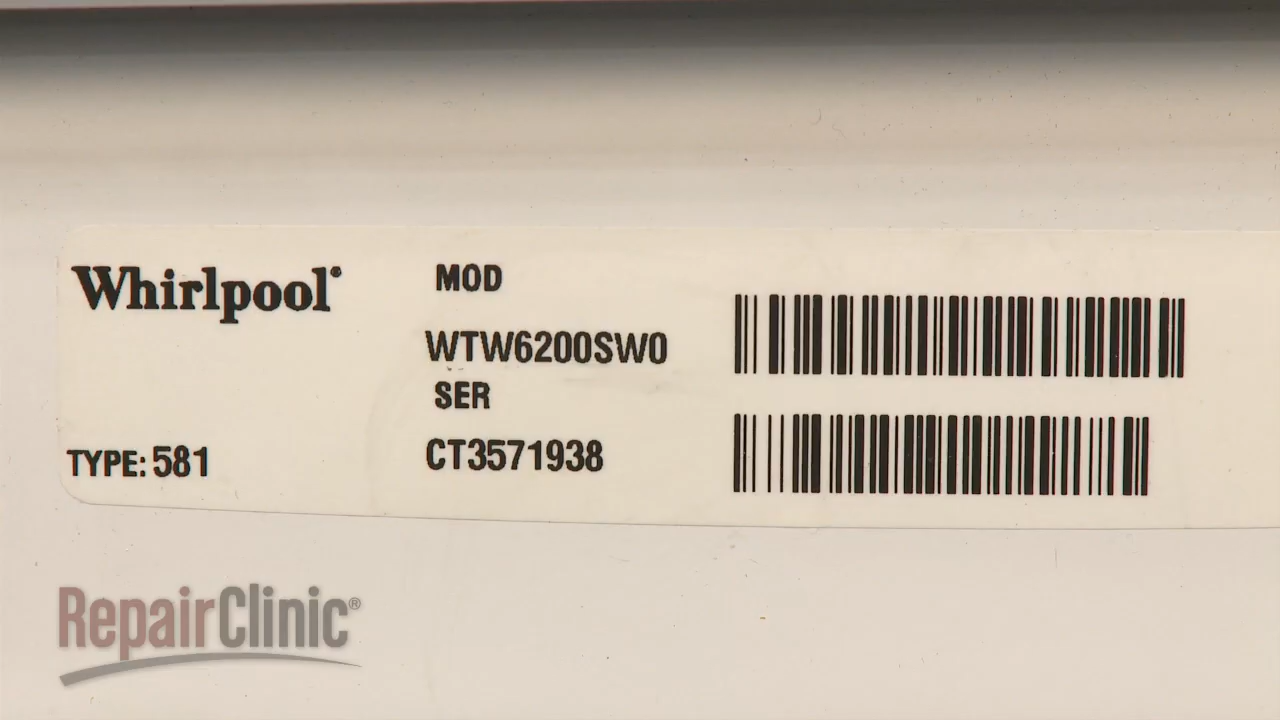 Whirlpool®
MOD
WTW6200SW0
SER
CT3571938
TYPE: 581
RepairClinic®